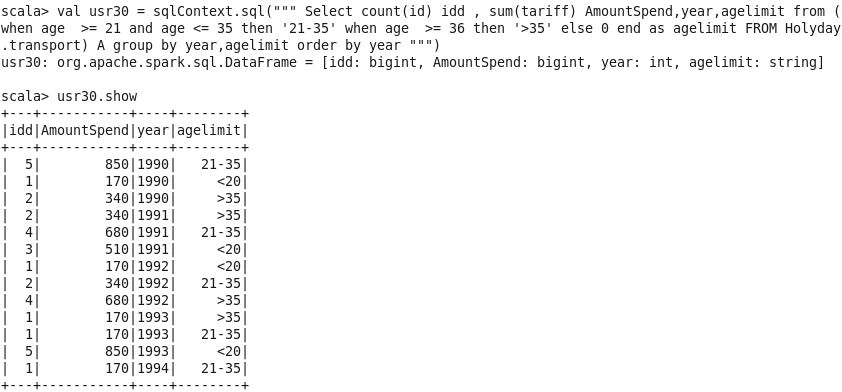 scala> val usr30 = sqlContext.sql(""" Select count(id) idd , sum(tariff) AmountSpend,year,agelimit from (
when age  >= 21 and age <= 35 then '21-35' when age  >= 36 then '>35' else 0 end as agelimit FROM Holyday
.transport) A group by year,agelimit order by year """)
usr30: org.apache.spark.sql.DataFrame = [idd: bigint, AmountSpend: bigint, year: int, agelimit: string]

scala> usr30.show
+---+-----------+----+--------+
|idd|AmountSpend|year|agelimit|
+---+-----------+----+--------+
|  5|        850|1990|   21-35|
|  1|        170|1990|     <20|
|  2|        340|1990|     >35|
|  2|        340|1991|     >35|
|  4|        680|1991|   21-35|
|  3|        510|1991|     <20|
|  1|        170|1992|     <20|
|  2|        340|1992|   21-35|
|  4|        680|1992|     >35|
|  1|        170|1993|     >35|
|  1|        170|1993|   21-35|
|  5|        850|1993|     <20|
|  1|        170|1994|   21-35|
+---+-----------+----+--------+